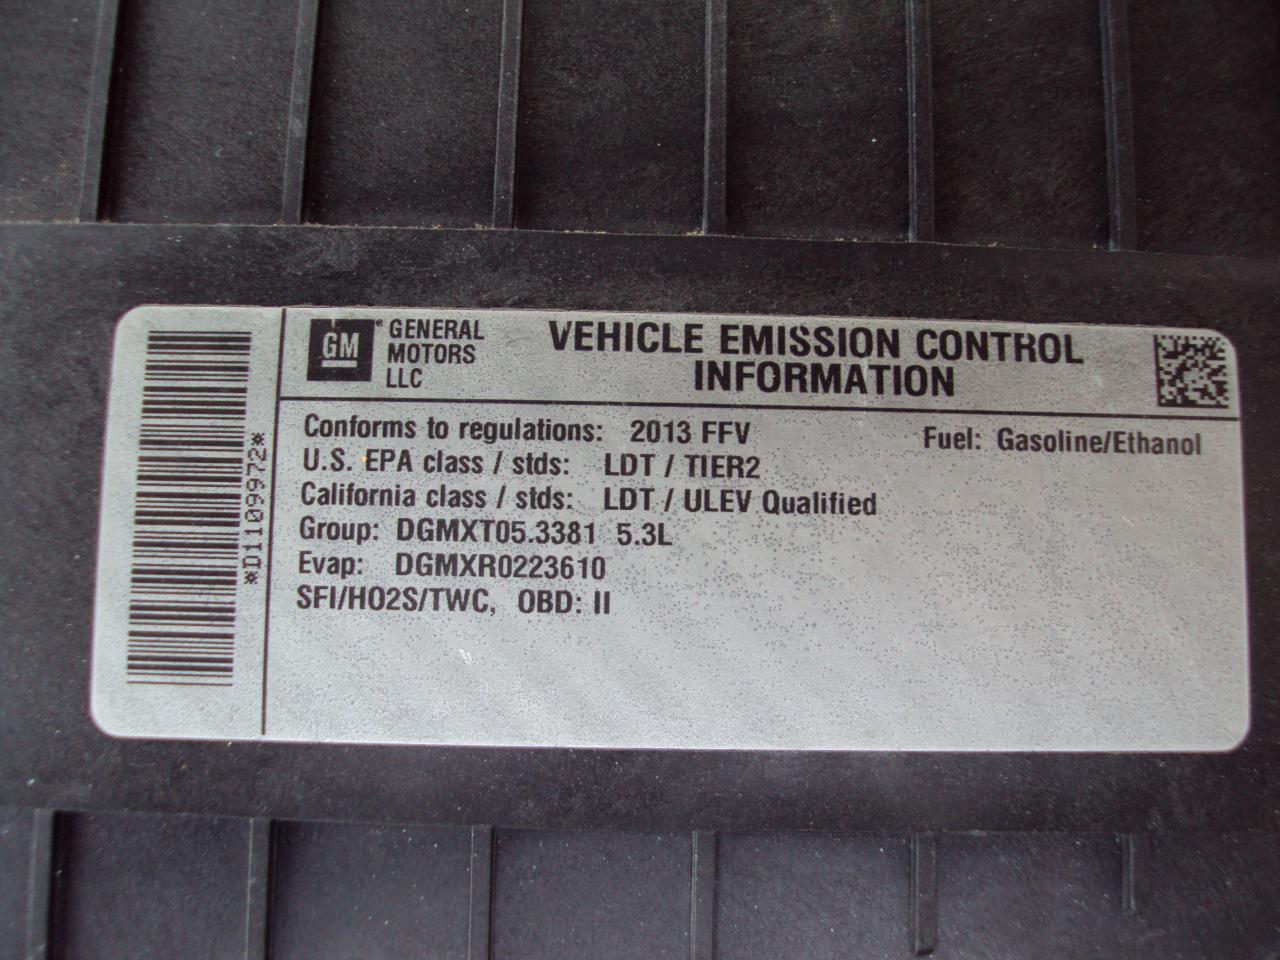 *D11099972*
GM
GENERAL
MOTORS
LLC
VEHICLE EMISSION CONTROL
INFORMATION
Conforms to regulations: 2013 FFV Fuel: Gasoline/Ethanol
U.S. EPA class / stds: LDT / TIER2
California class / stds: LDT / ULEV Qualified
Group: DGMXT05.3381 5.3L
Evap: DGMXR0223610
SFI/HO2S/TWC, OBD: II